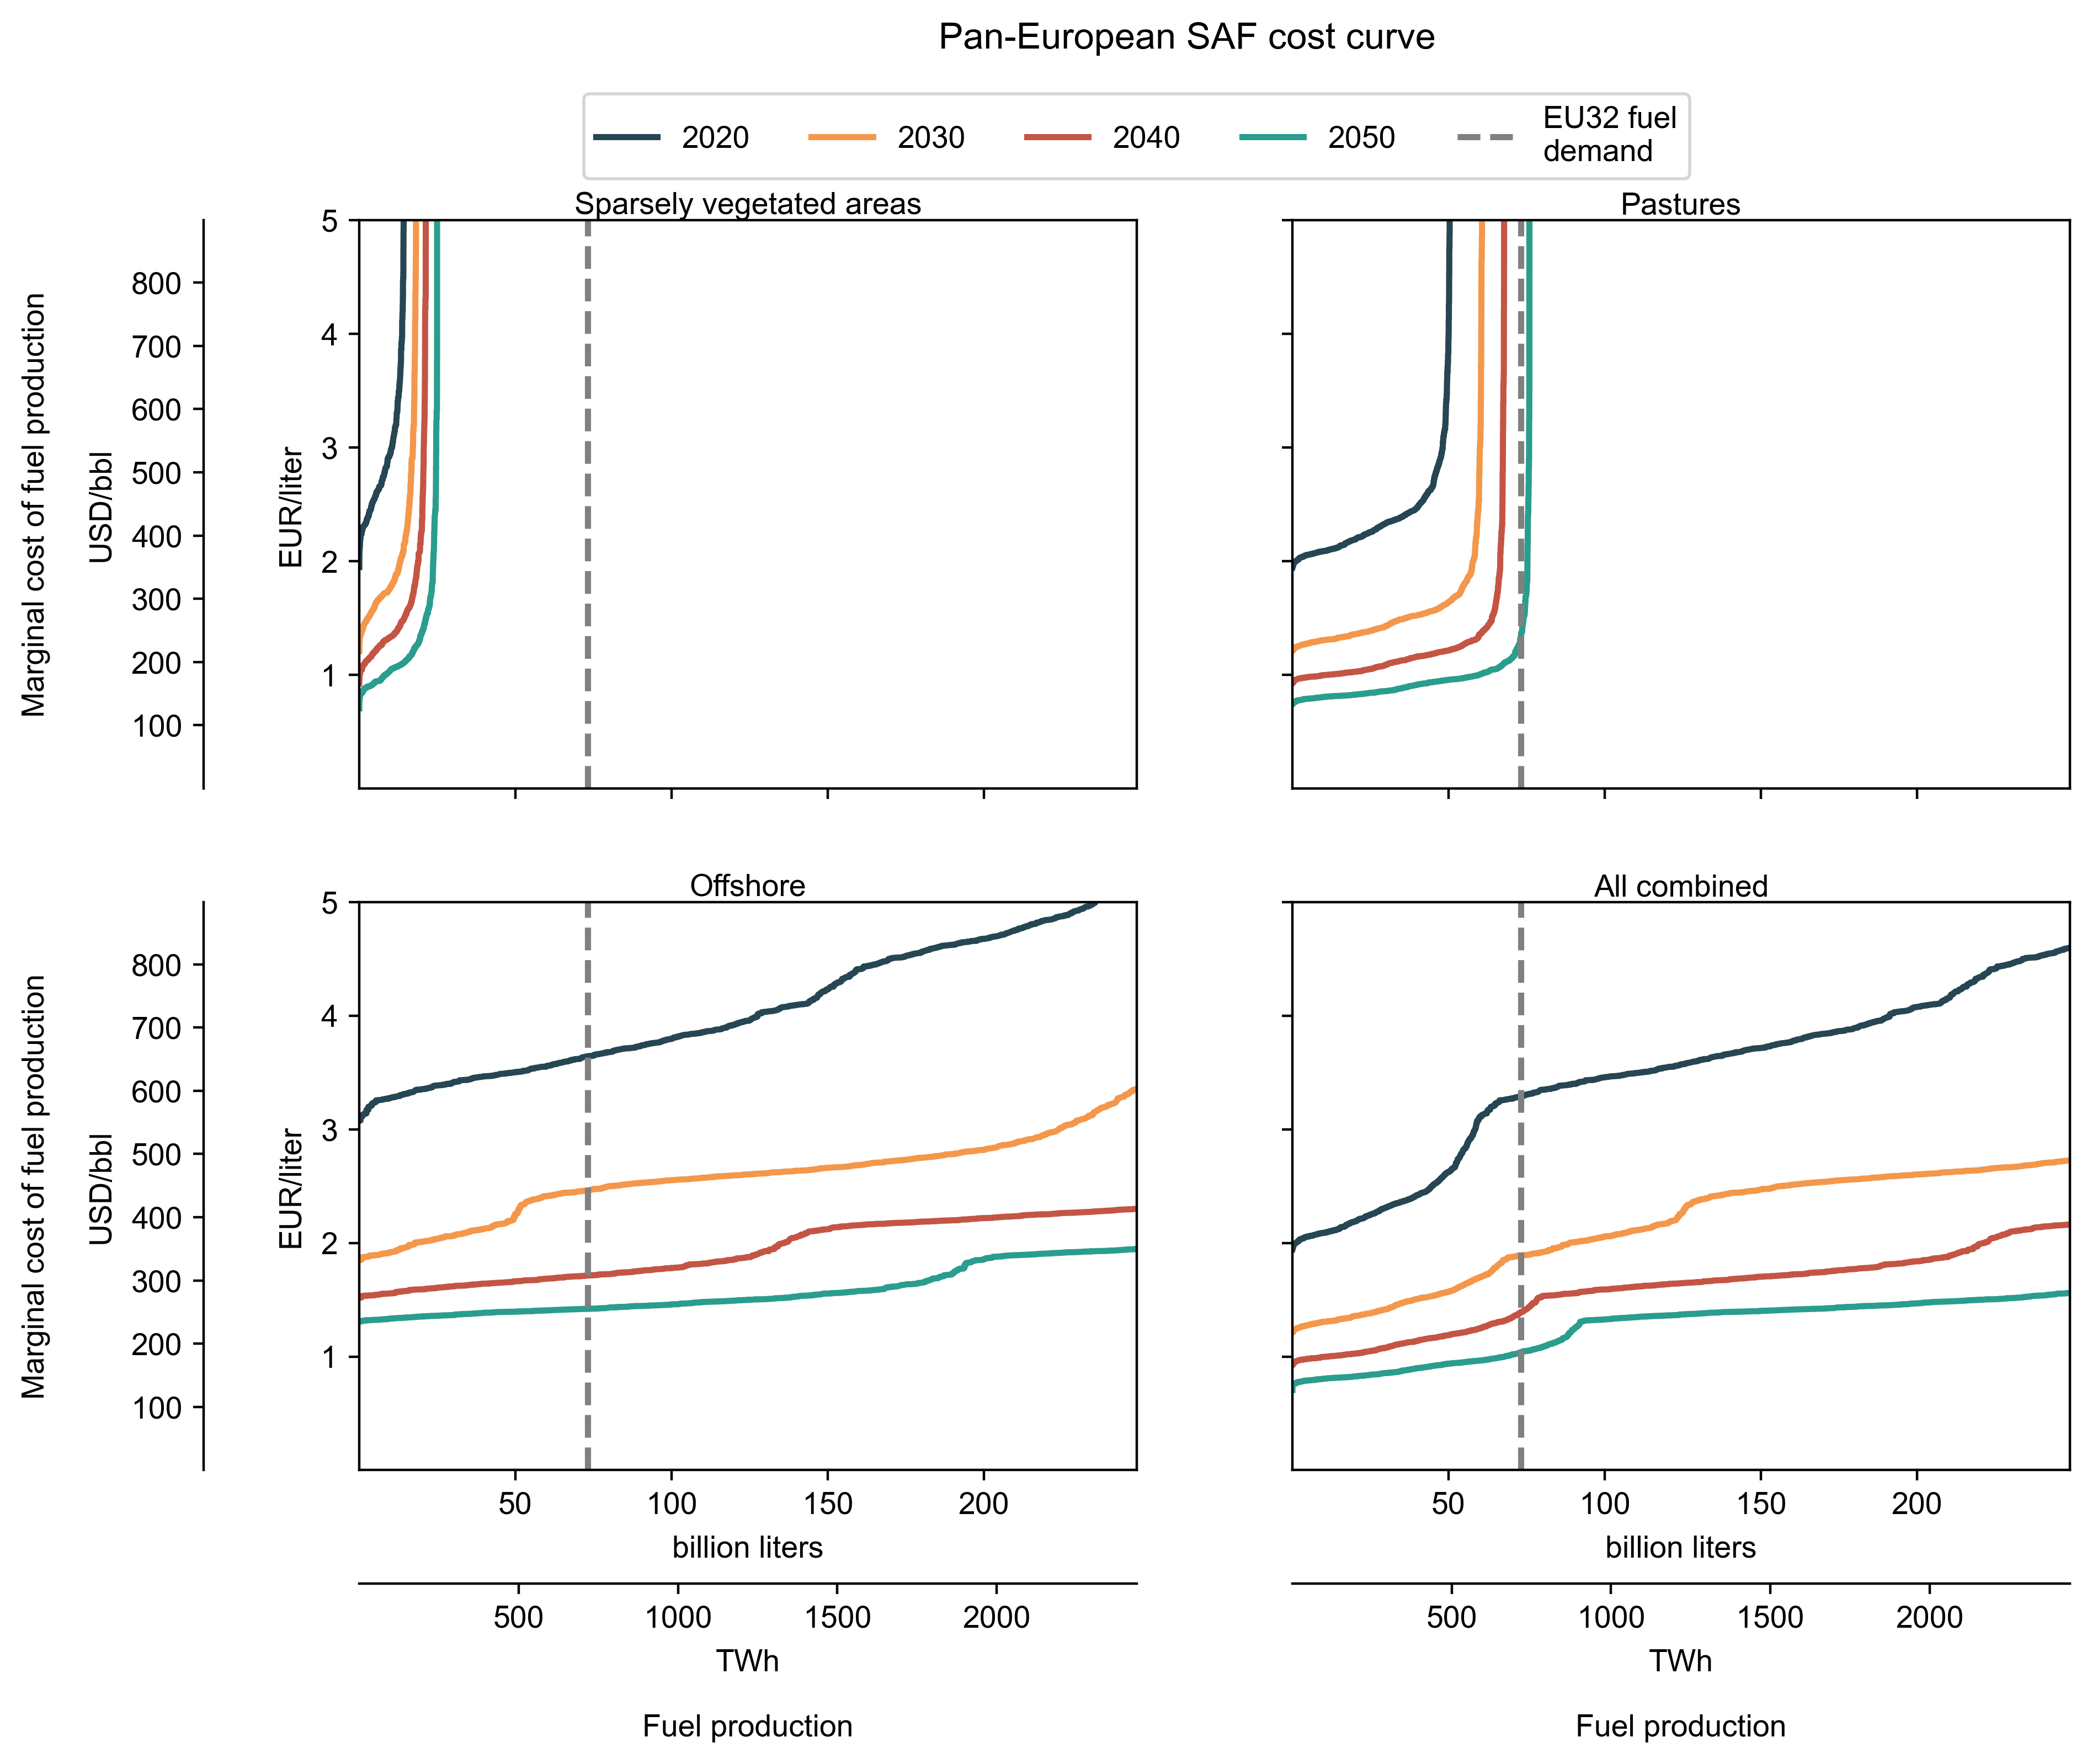 Pan-European SAF cost curve
2020
2030
2040
2050
EU32 fuel
demand
Sparsely vegetated areas
Pastures
Marginal cost of fuel production
USD/bbl
800
700
600
500
400
300
200
100
EUR/liter
5
4
3
2
1
Offshore
All combined
Marginal cost of fuel production
USD/bbl
800
700
600
500
400
300
200
100
EUR/liter
5
4
3
2
1
50 100 150 200
billion liters
500 1000 1500 2000
TWh
Fuel production
50 100 150 200
billion liters
500 1000 1500 2000
TWh
Fuel production